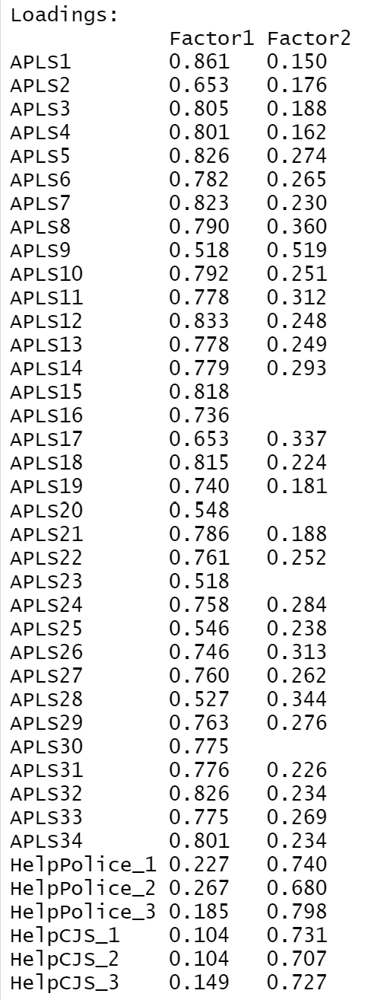 Loadings:
Factor1 Factor2
APLS1 0.861 0.150
APLS2 0.653 0.176
APLS3 0.805 0.188
APLS4 0.801 0.162
APLS5 0.826 0.274
APLS6 0.782 0.265
APLS7 0.823 0.230
APLS8 0.790 0.360
APLS9 0.518 0.519
APLS10 0.792 0.251
APLS11 0.778 0.312
APLS12 0.833 0.248
APLS13 0.778 0.249
APLS14 0.779 0.293
APLS15 0.818
APLS16 0.736
APLS17 0.653 0.337
APLS18 0.815 0.224
APLS19 0.740 0.181
APLS20 0.548
APLS21 0.786 0.188
APLS22 0.761 0.252
APLS23 0.518
APLS24 0.758 0.284
APLS25 0.546 0.238
APLS26 0.746 0.313
APLS27 0.760 0.262
APLS28 0.527 0.344
APLS29 0.763 0.276
APLS30 0.775
APLS31 0.776 0.226
APLS32 0.826 0.234
APLS33 0.775 0.269
APLS34 0.801 0.234
HelpPolice_1 0.227 0.740
HelpPolice_2 0.267 0.680
HelpPolice_3 0.185 0.798
HelpCJS_1 0.104 0.731
HelpCJS_2 0.104 0.707
HelpCJS_3 0.149 0.727